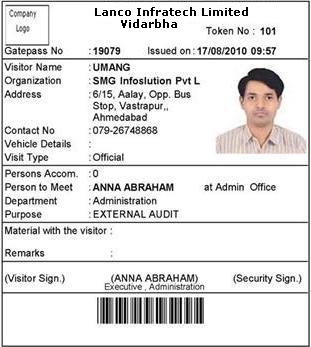 Company
Logo
Lanco Infratech Limited
Vidarbha
Token No : 101
Gatepass No : 19079 Issued on : 17/08/2010 09:57
Visitor Name : UMANG
Organization : SMG Infoslution Pvt L
Address : 6/15, Aalay, Opp. Bus
Stop, Vastrapur,,
Ahmedabad
Contact No : 079-26748868
Vehicle Details :
Visit Type : Official
Persons Accom. : 0
Person to Meet : ANNA ABRAHAM at Admin Office
Department : Administration
Purpose : EXTERNAL AUDIT
Material with the visitor :
Remarks :
(Visitor Sign.) (ANNA ABRAHAM) (Security Sign.)
Executive , Administration